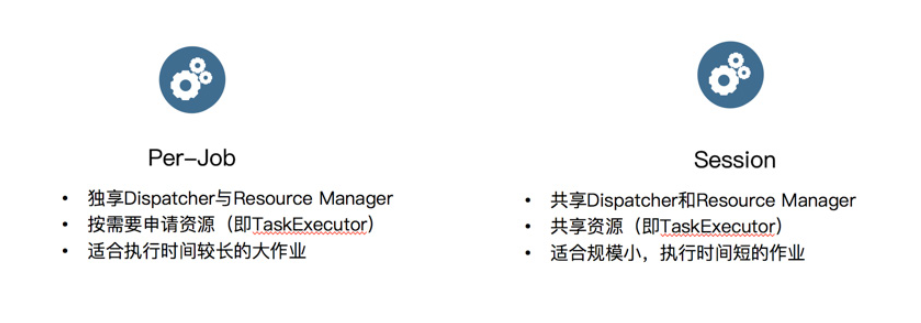 Per-Job
• 独享Dispatcher与Resource Manager
• 按需要申请资源（即TaskExecutor）
• 适合执行时间较长的大作业
Session
• 共享Dispatcher和Resource Manager
• 共享资源（即TaskExecutor）
• 适合规模小，执行时间短的作业